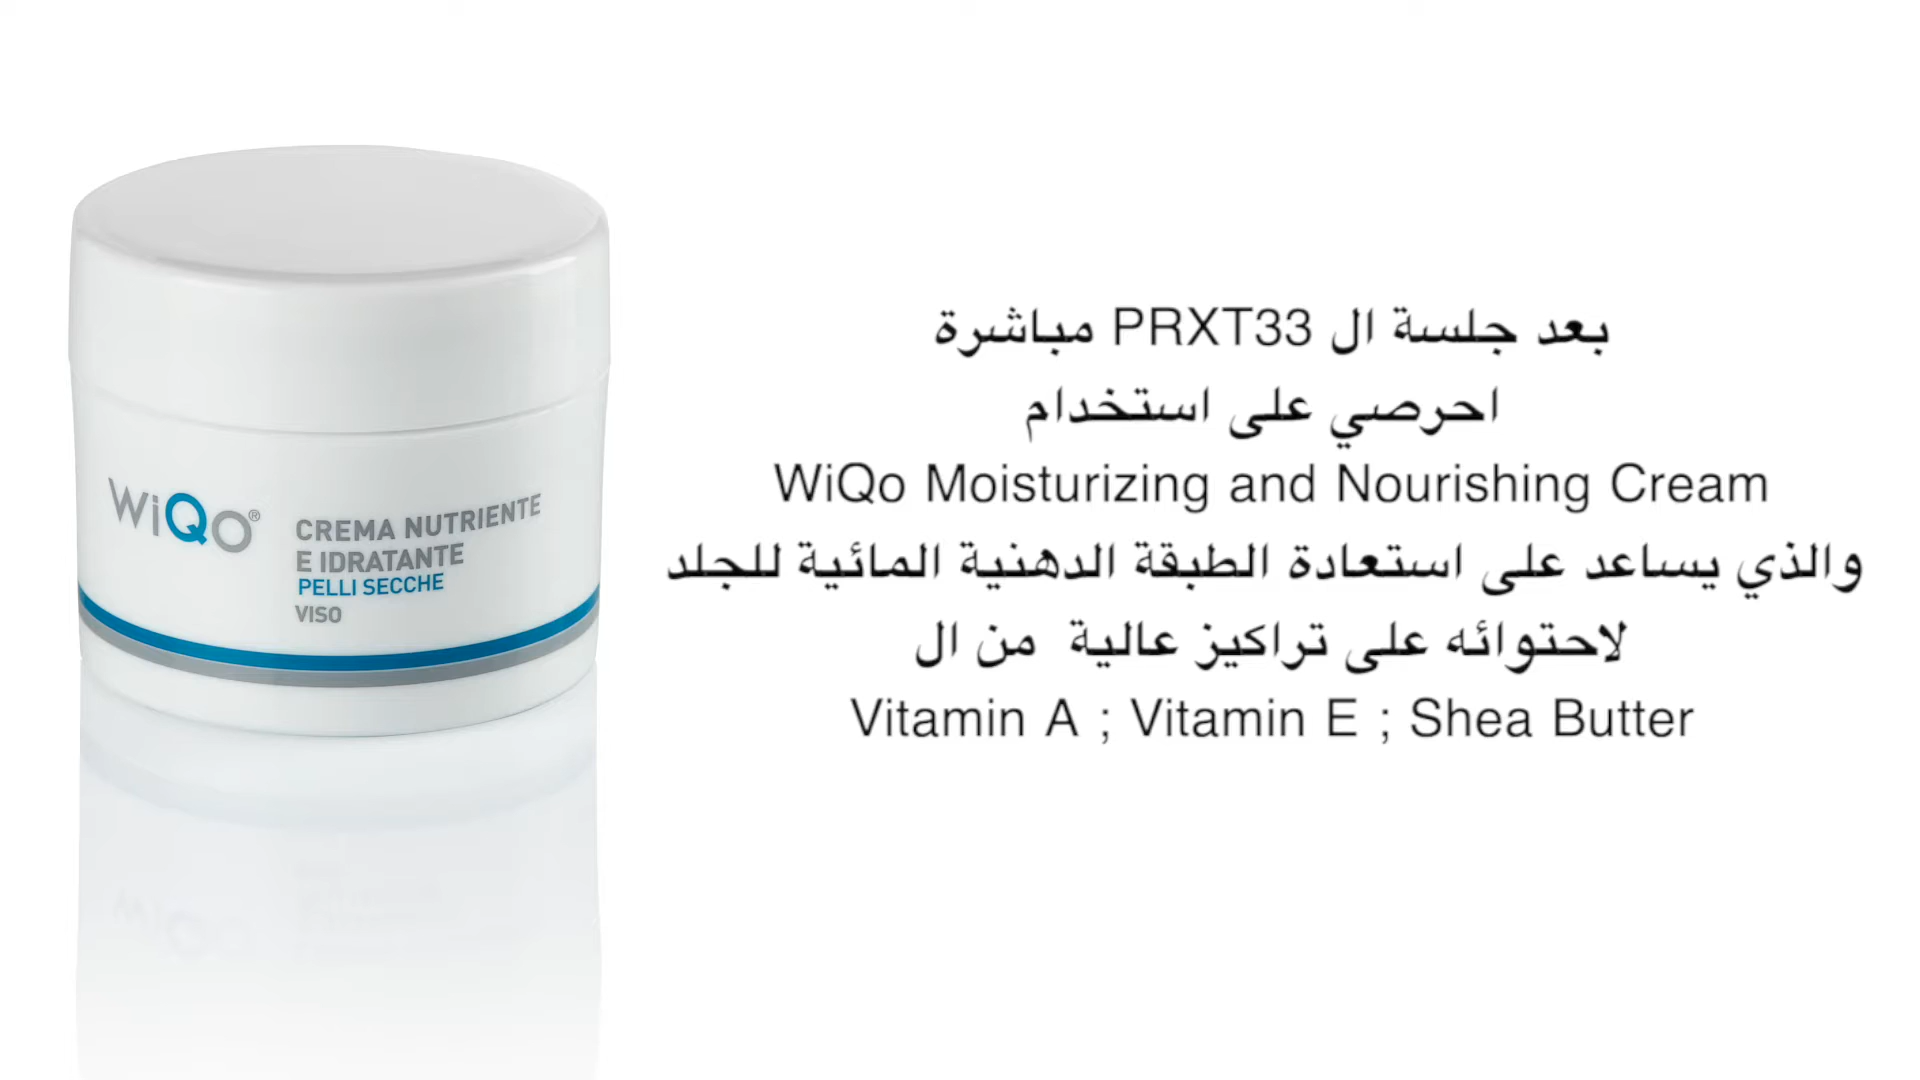 WiQo®
CREMA NUTRIENTE
E IDRATANTE
PELLI SECCHE
VISO
بعد جلسة ال PRXT33 مباشرة
احرصي على استخدام
WiQo Moisturizing and Nourishing Cream
والذي يساعد على استعادة الطبقة الدهنية المائية للجلد
لاحتوائه على تراكيز عالية  من ال
Vitamin A ; Vitamin E ; Shea Butter